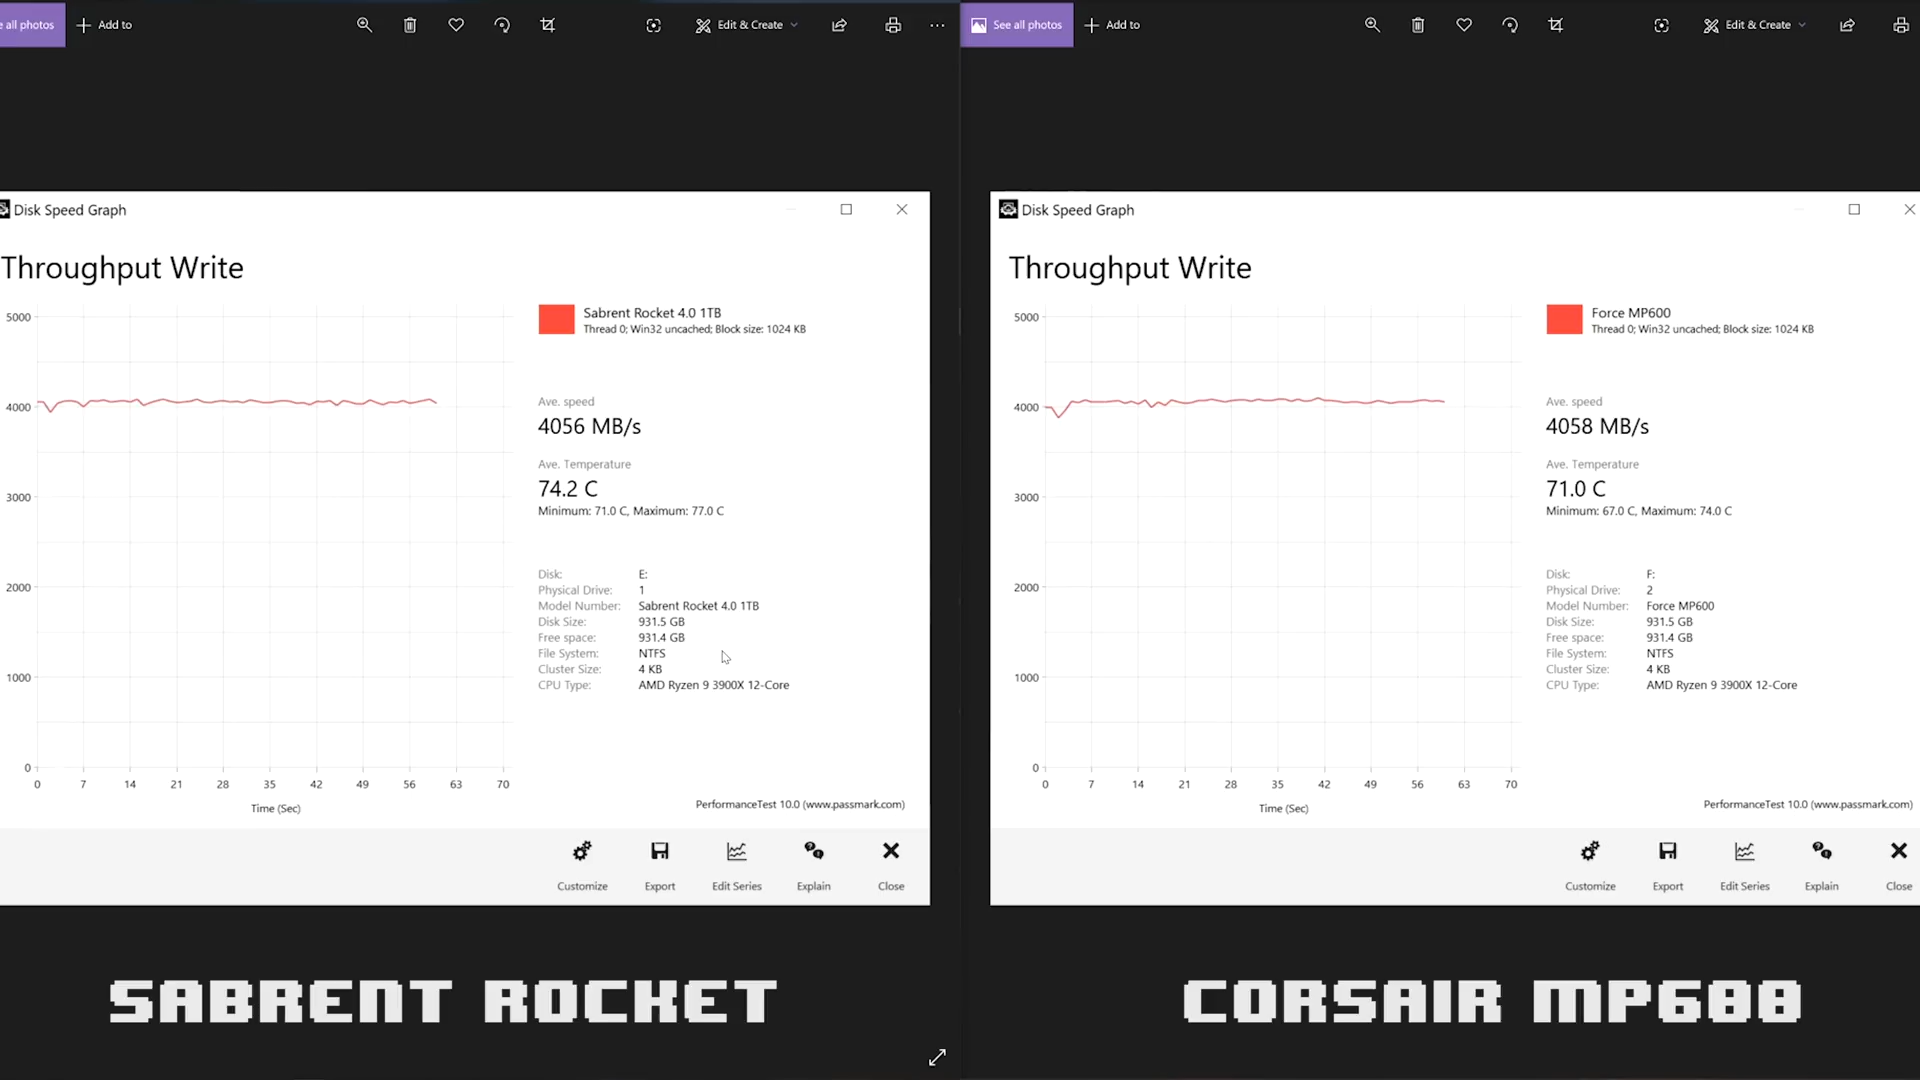 e all photos
Add to
Edit & Create
See all photos
Add to
Edit & Create
Disk Speed Graph
Throughput Write
5000
4000
3000
2000
1000
0
0 7 14 21 28 35 42 49 56 63 70
Time (Sec)
Sabrent Rocket 4.0 1TB
Thread 0; Win32 uncached; Block size: 1024 KB
Ave. speed
4056 MB/s
Ave. Temperature
74.2 C
Minimum: 71.0 C, Maximum: 77.0 C
Disk: E:
Physical Drive: 1
Model Number: Sabrent Rocket 4.0 1TB
Disk Size: 931.5 GB
Free space: 931.4 GB
File System: NTFS
Cluster Size: 4 KB
CPU Type: AMD Ryzen 9 3900X 12-Core
PerformanceTest 10.0 (www.passmark.com)
Customize Export Edit Series Explain Close
SABRENT ROCKET
Disk Speed Graph
Throughput Write
5000
4000
3000
2000
1000
0
0 7 14 21 28 35 42 49 56 63 70
Time (Sec)
Force MP600
Thread 0; Win32 uncached; Block size: 1024 KB
Ave. speed
4058 MB/s
Ave. Temperature
71.0 C
Minimum: 67.0 C, Maximum: 74.0 C
Disk: F:
Physical Drive: 2
Model Number: Force MP600
Disk Size: 931.5 GB
Free space: 931.4 GB
File System: NTFS
Cluster Size: 4 KB
CPU Type: AMD Ryzen 9 3900X 12-Core
PerformanceTest 10.0 (www.passmark.com)
Customize Export Edit Series Explain Close
CORSAIR MP600